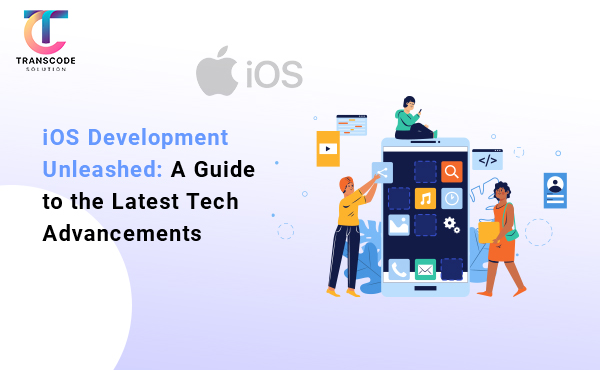 TRANSCODE
SOLUTION
iOS
iOS Development
Unleashed: A Guide
to the Latest Tech
Advancements
</>